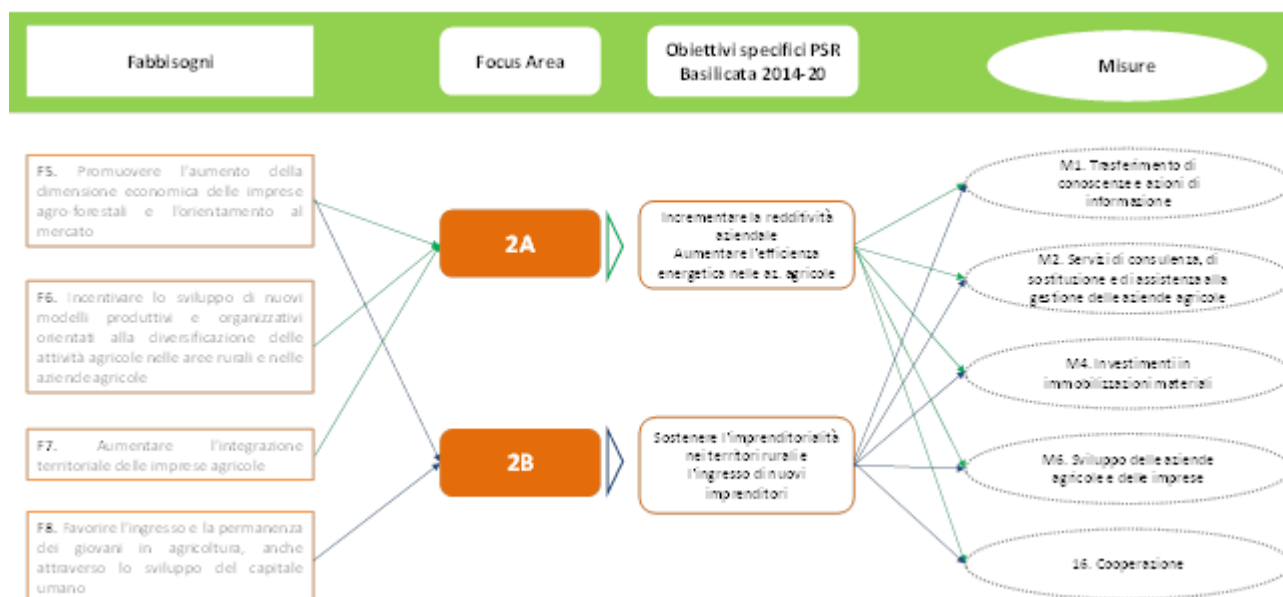 Fabbisogni
Focus Area
Obiettivi specifici PSR
Basilicata 2014-20
Misure
F5. Promuovere l'aumento della
dimensione economica delle imprese
agro-forestali e l'orientamento al
mercato
F6. Incentivare lo sviluppo di nuovi
modelli produttivi e organizzativi
orientati alla diversificazione delle
attività agricole nelle aree rurali e nelle
aziende agricole
F7. Aumentare l'integrazione
territoriale delle imprese agricole
F8. Favorire l'ingresso e la permanenza
dei giovani in agricoltura, anche
attraverso lo sviluppo del capitale
umano
2A
2B
Incrementare la redditività
aziendale
Aumentare l'efficienza
energetica nelle az. agricole
Sostenere l'imprenditorialità
nei territori rurali e
l'ingresso di nuovi
imprenditori
M1. Trasferimento di
conoscenze e azioni di
informazione
M2. Servizi di consulenza, di
sostituzione e di assistenza alla
gestione delle aziende agricole
M4. Investimenti in
immobilizzazioni materiali
M6. Sviluppo delle aziende
agricole e delle imprese
16. Cooperazione